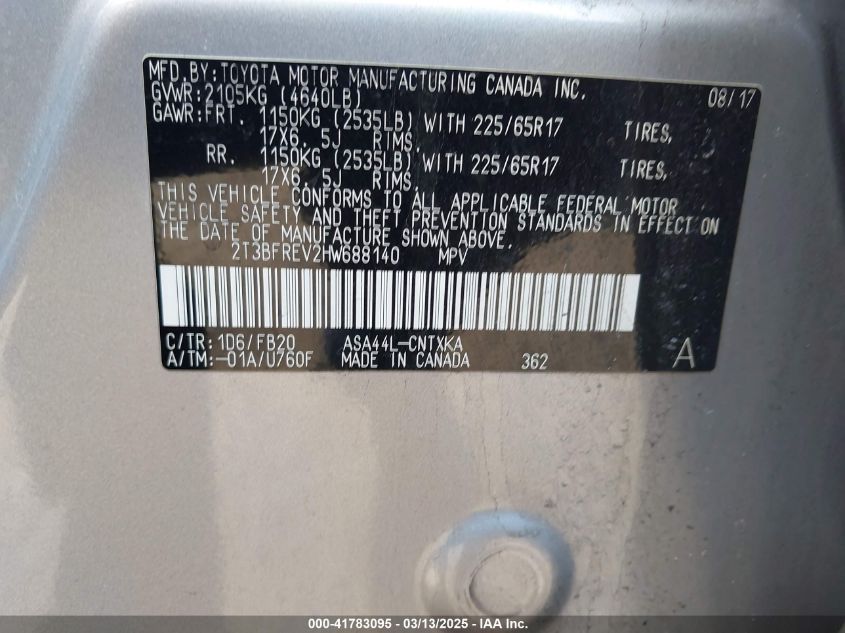 MFD.BY:TOYOTA MOTOR MANUFACTURING CANADA INC.
08/17
GVWR:2105KG (4640LB)
GAWR:FRT. 1150KG (2535LB) WITH 225/65R17 TIRES,
17X6.5J RIMS,
RR. 1150KG (2535LB) WITH 225/65R17 TIRES,
17X6.5J RIMS
THIS VEHICLE CONFORMS TO ALL APPLICABLE FEDERAL MOTOR
VEHICLE SAFETY AND THEFT PREVENTION STANDARDS IN EFFECT ON
THE DATE OF MANUFACTURE SHOWN ABOVE.
2T3BFREV2HW688140 MPV
C/TR:1D6/FB20 ASA44L-CNTXKA
A/TM:-01A/U760F MADE IN CANADA 362 A
000-41783095 - 03/13/2025 - IAA Inc.